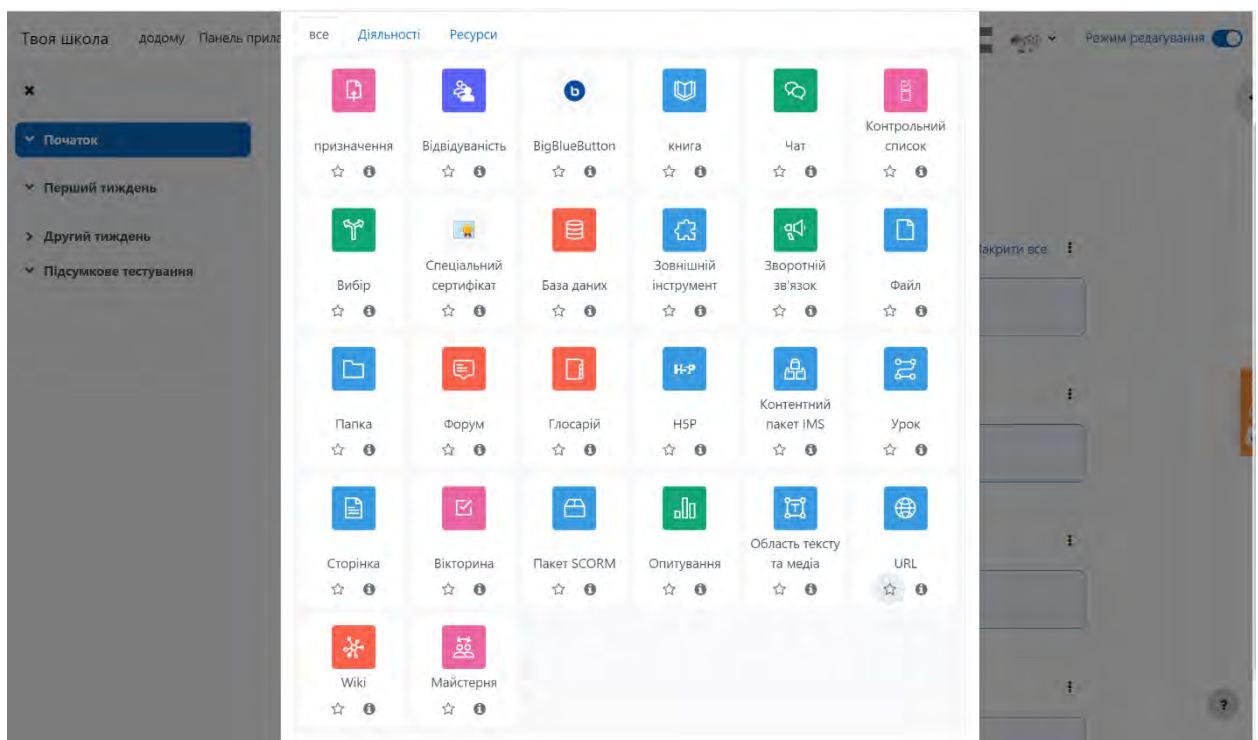 Твоя школа додому Панель прила все Діяльності Ресурси Режим редагування
Початок
Перший тиждень
Другий тиждень
Підсумкове тестування
Контрольний
призначення Відвідуваність BigBlueButton книга Чат список
Спеціальний Зовнішній Зворотній
Вибір сертифікат База даних інструмент зв'язок Файл
акрити все
H-P
Контентний
Папка Форум Глосарій H5P пакет IMS Урок
Область тексту
Сторінка Вікторина Пакет SCORM Опитування та медіа URL
Wiki Майстерня
?